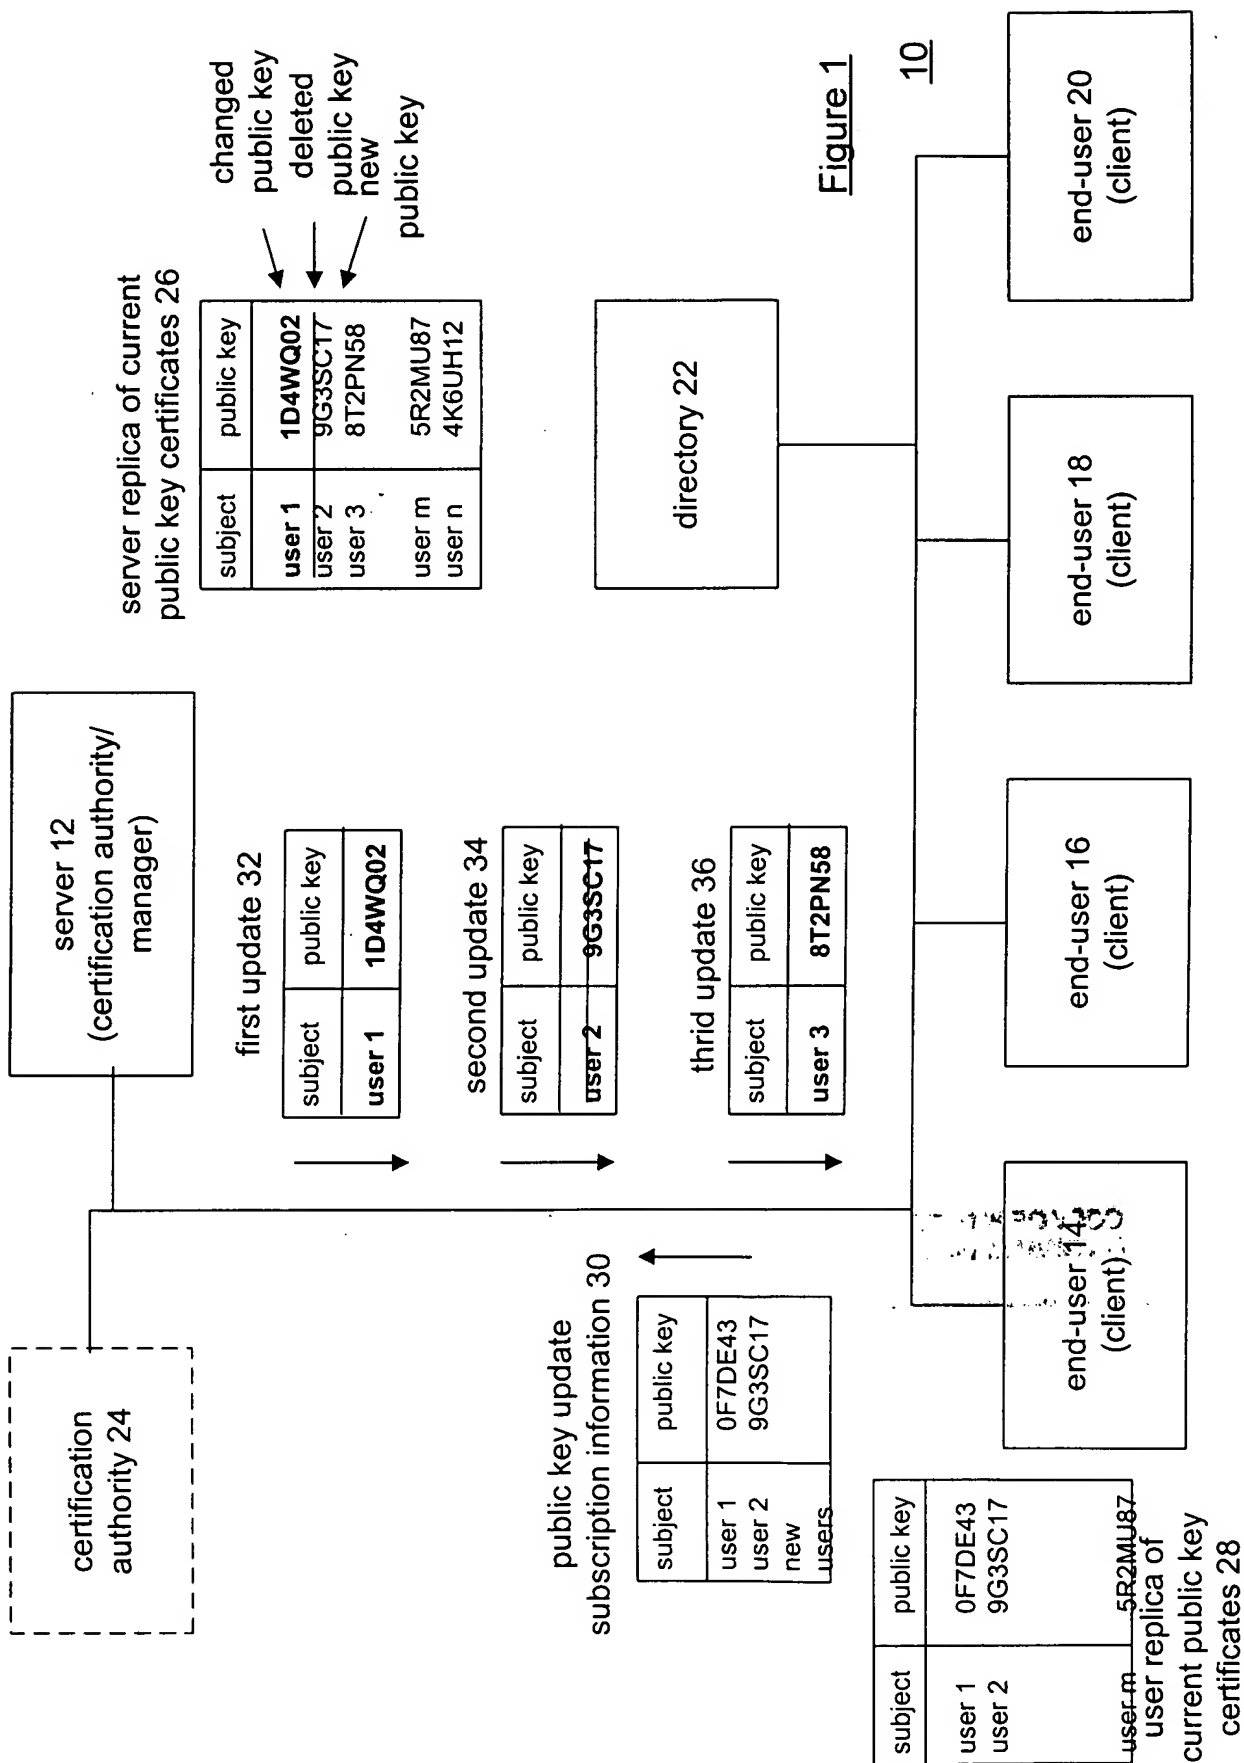 certification
authority 24
server 12
(certification authority/
manager)
server replica of current
public key certificates 26
subject public key
user 1 1D4WQ02
user 2 9G3SC17
user 3 8T2PN58
user m 5R2MU87
user n 4K6UH12
changed
public key
deleted
public key
new
public key
first update 32
subject public key
user 1 1D4WQ02
second update 34
subject public key
user 2 9G3SC17
thrid update 36
subject public key
user 3 8T2PN58
public key update
subscription information 30
subject public key
user 1 0F7DE43
user 2 9G3SC17
new
users
directory 22
Figure 1
10
subject public key
user 1 0F7DE43
user 2 9G3SC17
user m 5R2MU87
user replica of
current public key
certificates 28
end-user 14
(client)
end-user 16
(client)
end-user 18
(client)
end-user 20
(client)